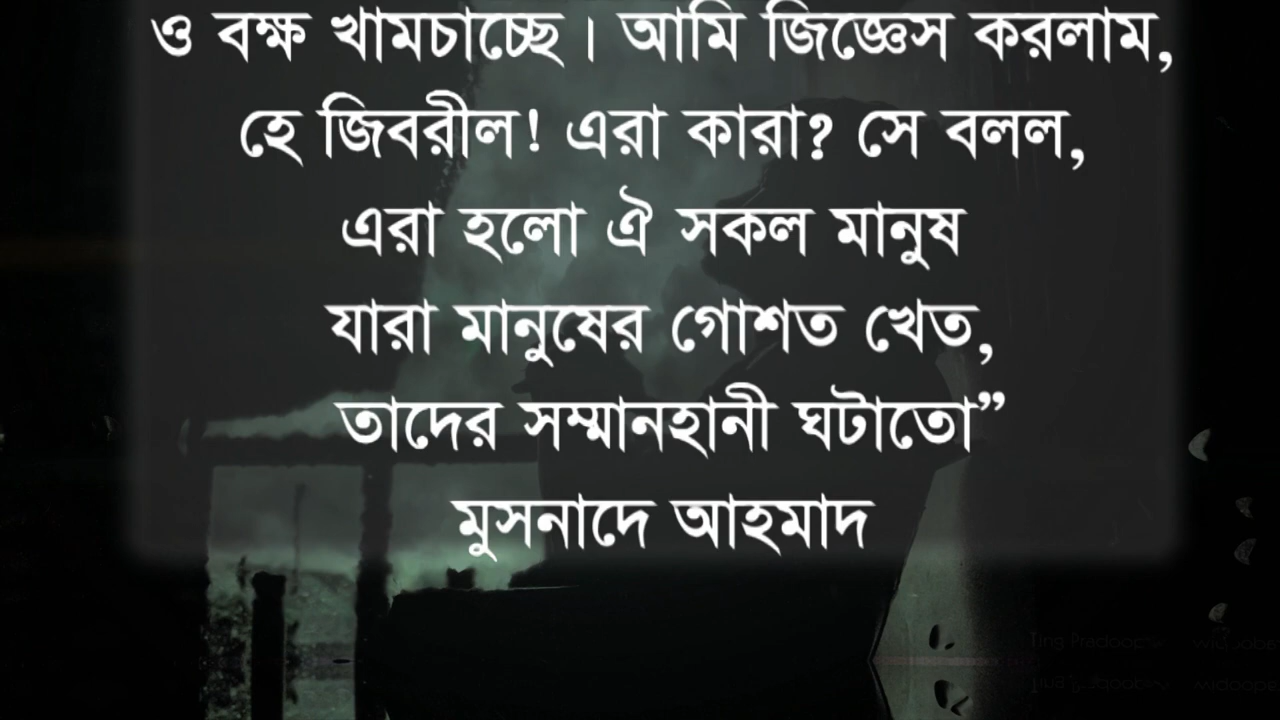 ও বক্ষ খামচাচ্ছে। আমি জিজ্ঞেস করলাম,
হে জিবরীল! এরা কারা? সে বলল,
এরা হলো ঐ সকল মানুষ
যারা মানুষের গোশত খেত,
তাদের সম্মানহানী ঘটাতো”
মুসনাদে আহমাদ